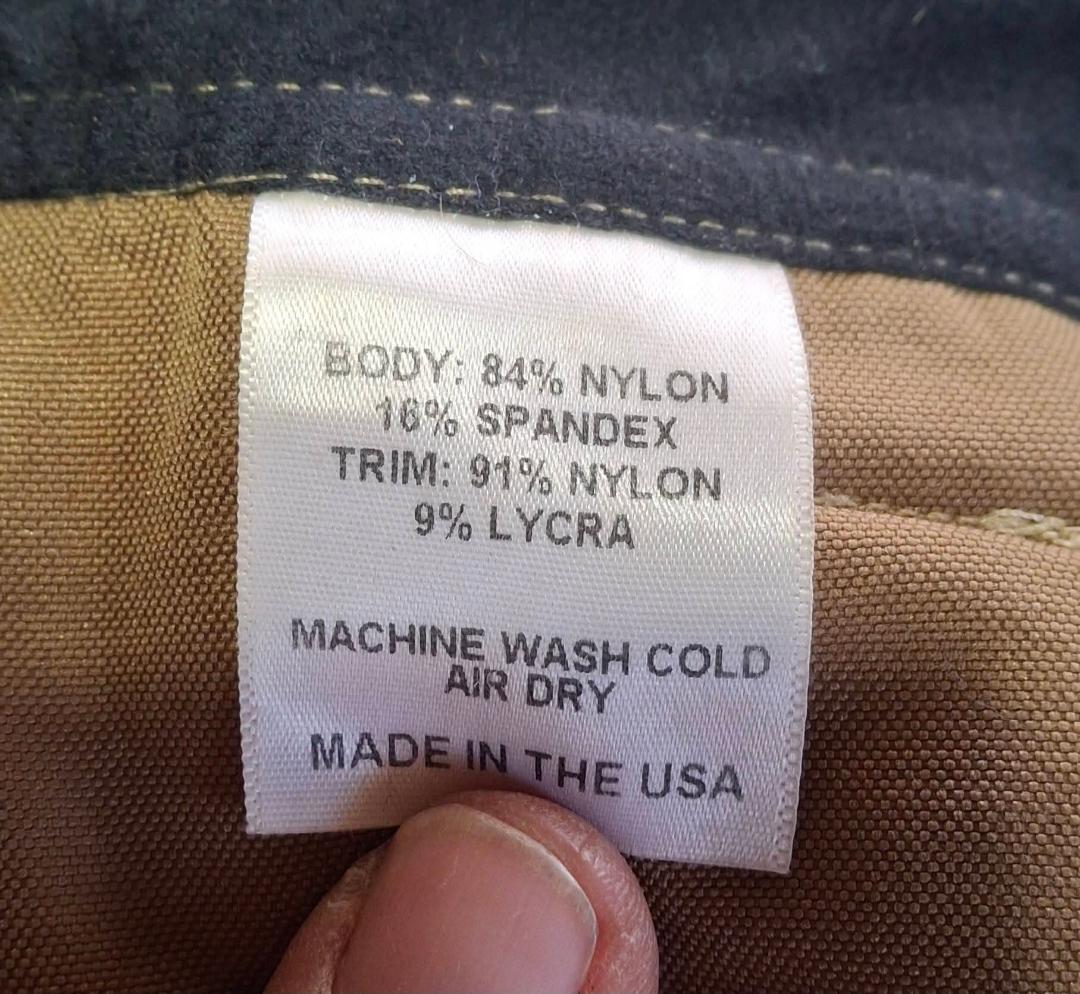 BODY: 84% NYLON
16% SPANDEX
TRIM: 91% NYLON
9% LYCRA
MACHINE WASH COLD
AIR DRY
MADE IN THE USA